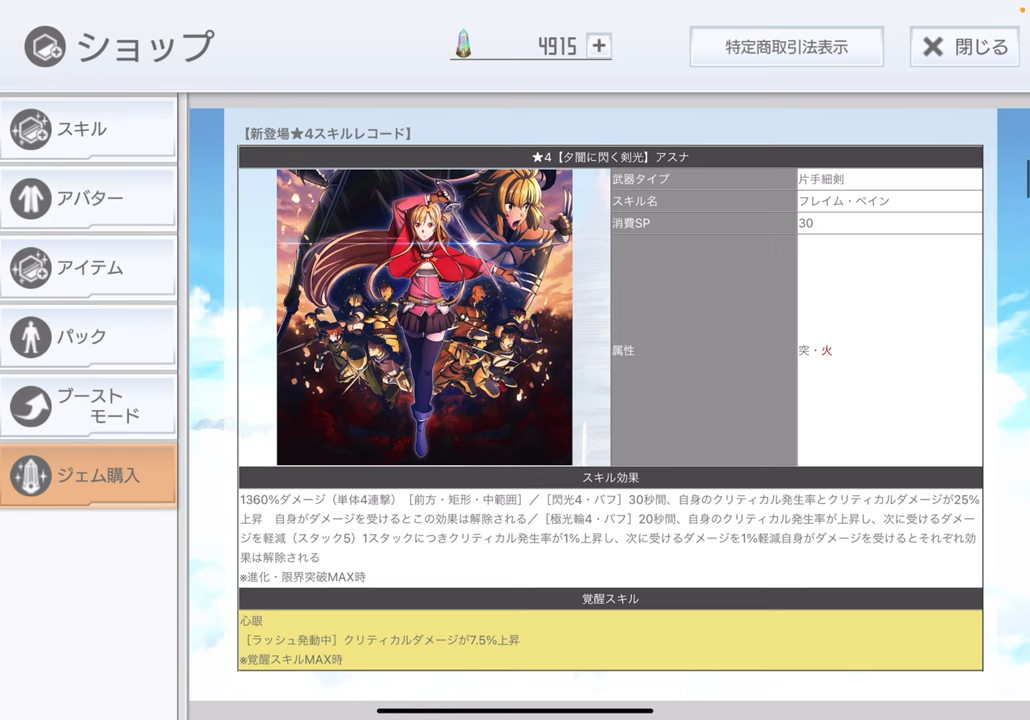 ショップ
4915
特定商取引法表示
閉じる
スキル
アバター
アイテム
パック
ブースト
モード
ジェム購入
【新登場★4スキルレコード】
★4【夕闇に閃く剣光】アスナ
武器タイプ
片手細剣
スキル名
フレイム・ペイン
消費SP
30
属性
突・火
スキル効果
1360%ダメージ（単体4連撃）［前方・矩形・中範囲］／［閃光4・バフ］30秒間、自身のクリティカル発生率とクリティカルダメージが25%
上昇　自身がダメージを受けるとこの効果は解除される／［極光輪4・バフ］20秒間、自身のクリティカル発生率が上昇し、次に受けるダメー
ジを軽減（スタック5）1スタックにつきクリティカル発生率が1%上昇し、次に受けるダメージを1%軽減自身がダメージを受けるとそれぞれ効
果は解除される
※進化・限界突破MAX時
覚醒スキル
心眼
［ラッシュ発動中］クリティカルダメージが7.5%上昇
※覚醒スキルMAX時